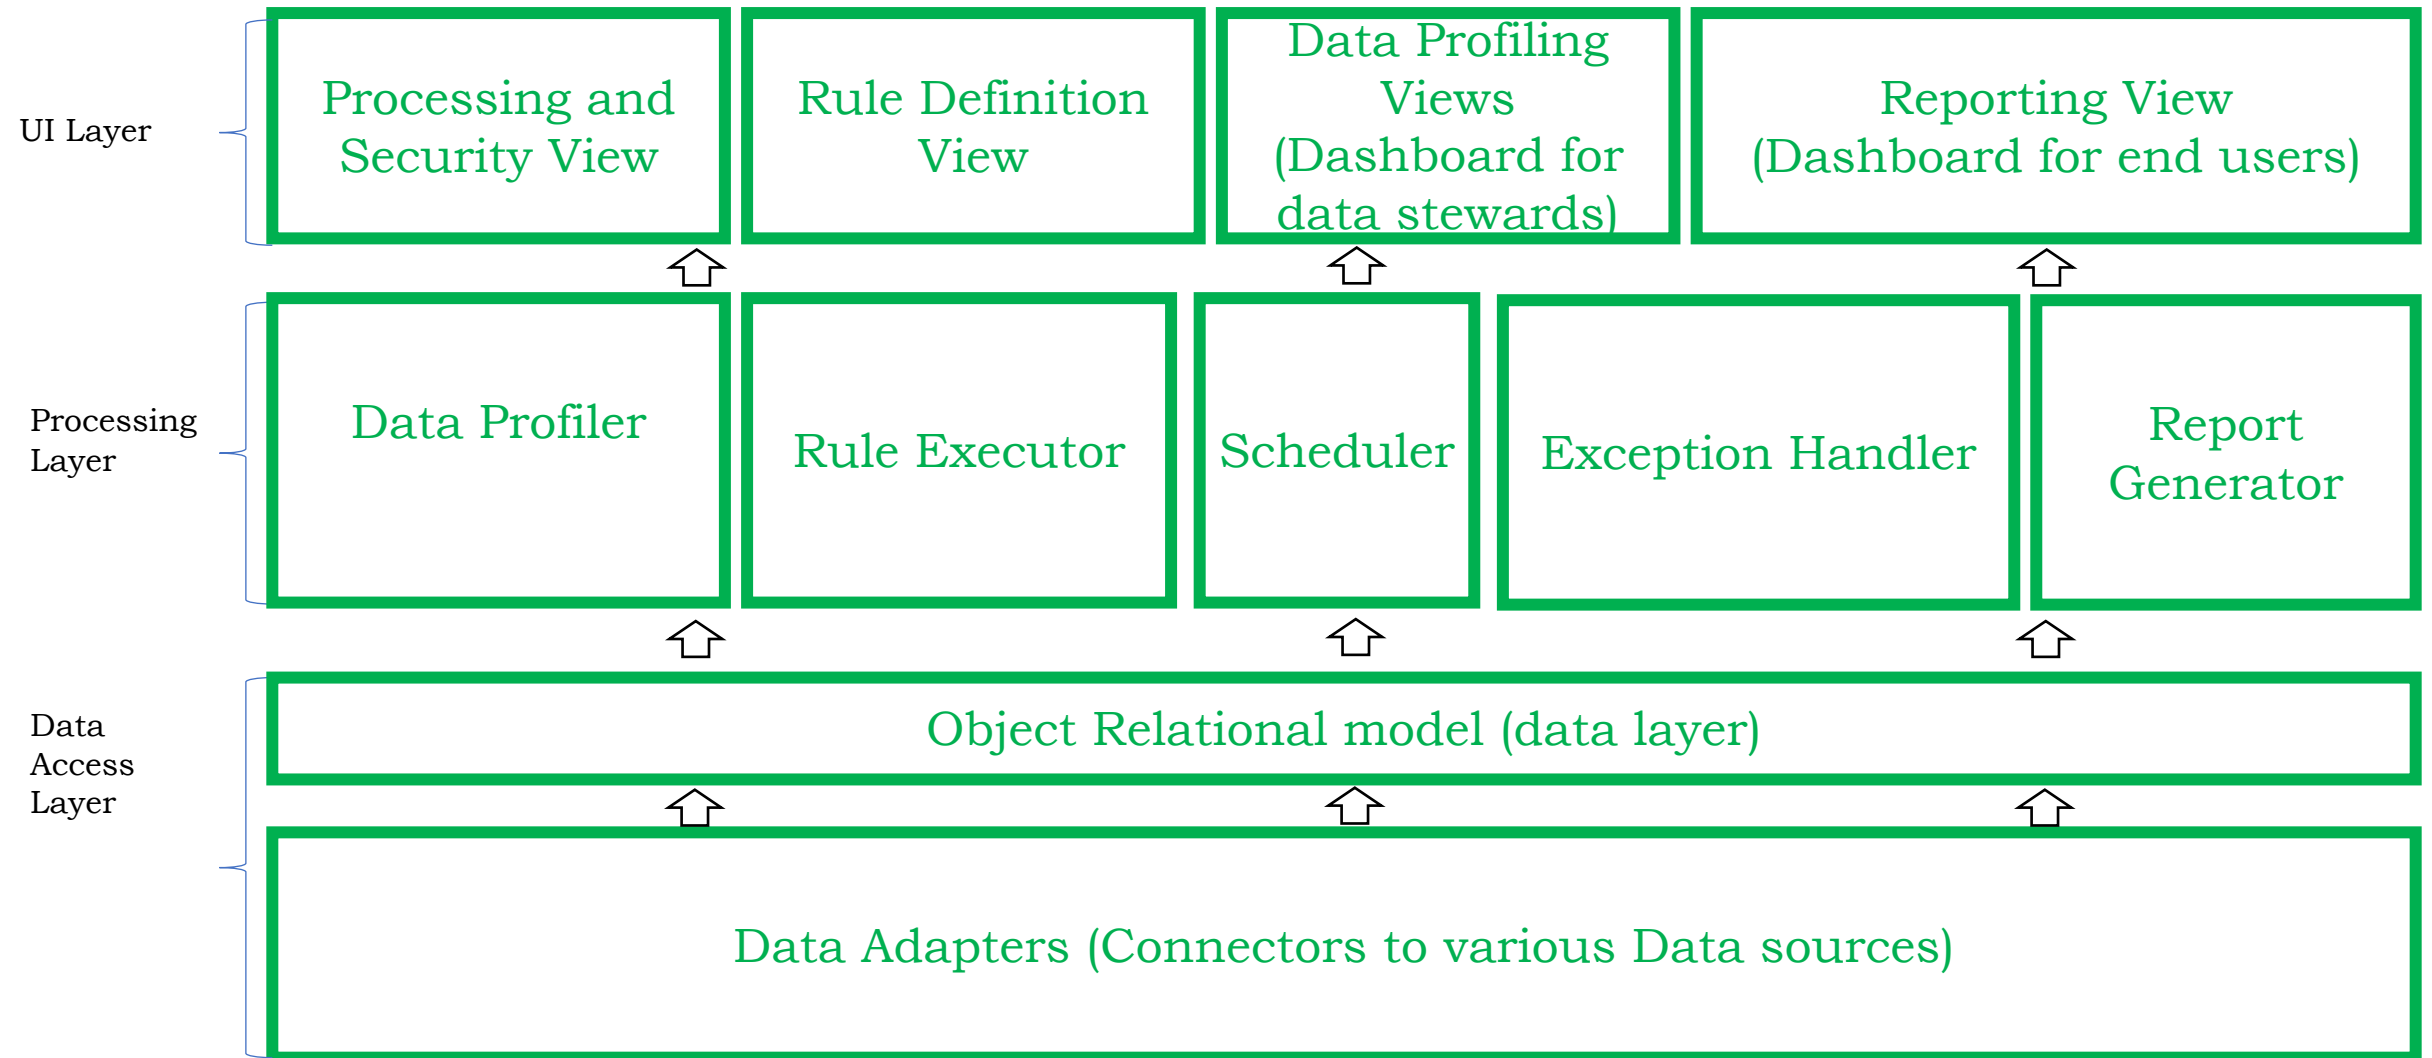 UI Layer
Processing and
Security View
Rule Definition
View
Data Profiling
Views
(Dashboard for
data stewards)
Reporting View
(Dashboard for end users)
Processing
Layer
Data Profiler
Rule Executor
Scheduler
Exception Handler
Report
Generator
Data
Access
Layer
Object Relational model (data layer)
Data Adapters (Connectors to various Data sources)